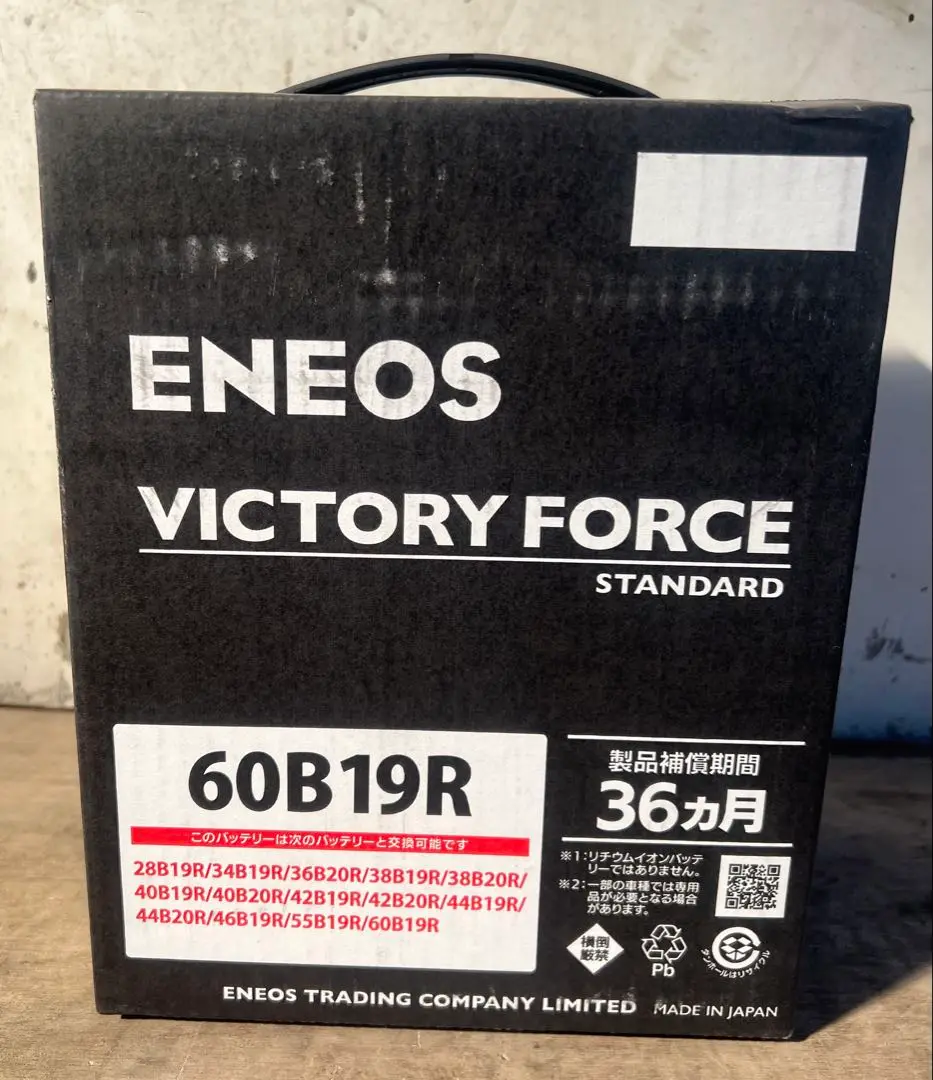 ENEOS
VICTORY FORCE
STANDARD
60B19R
このバッテリーは次のバッテリーと交換可能です
28B19R/34B19R/36B20R/38B19R/38B20R/
40B19R/40B20R/42B19R/42B20R/44B19R/
44B20R/46B19R/55B19R/60B19R
製品補償期間
36ヵ月
※1:リチウムイオンバッテ
リーではありません。
※2:一部の車種では専用
品が必要となる場合
があります。
横倒
厳禁
Pb
ダンボールはリサイクル
ENEOS TRADING COMPANY LIMITED MADE IN JAPAN